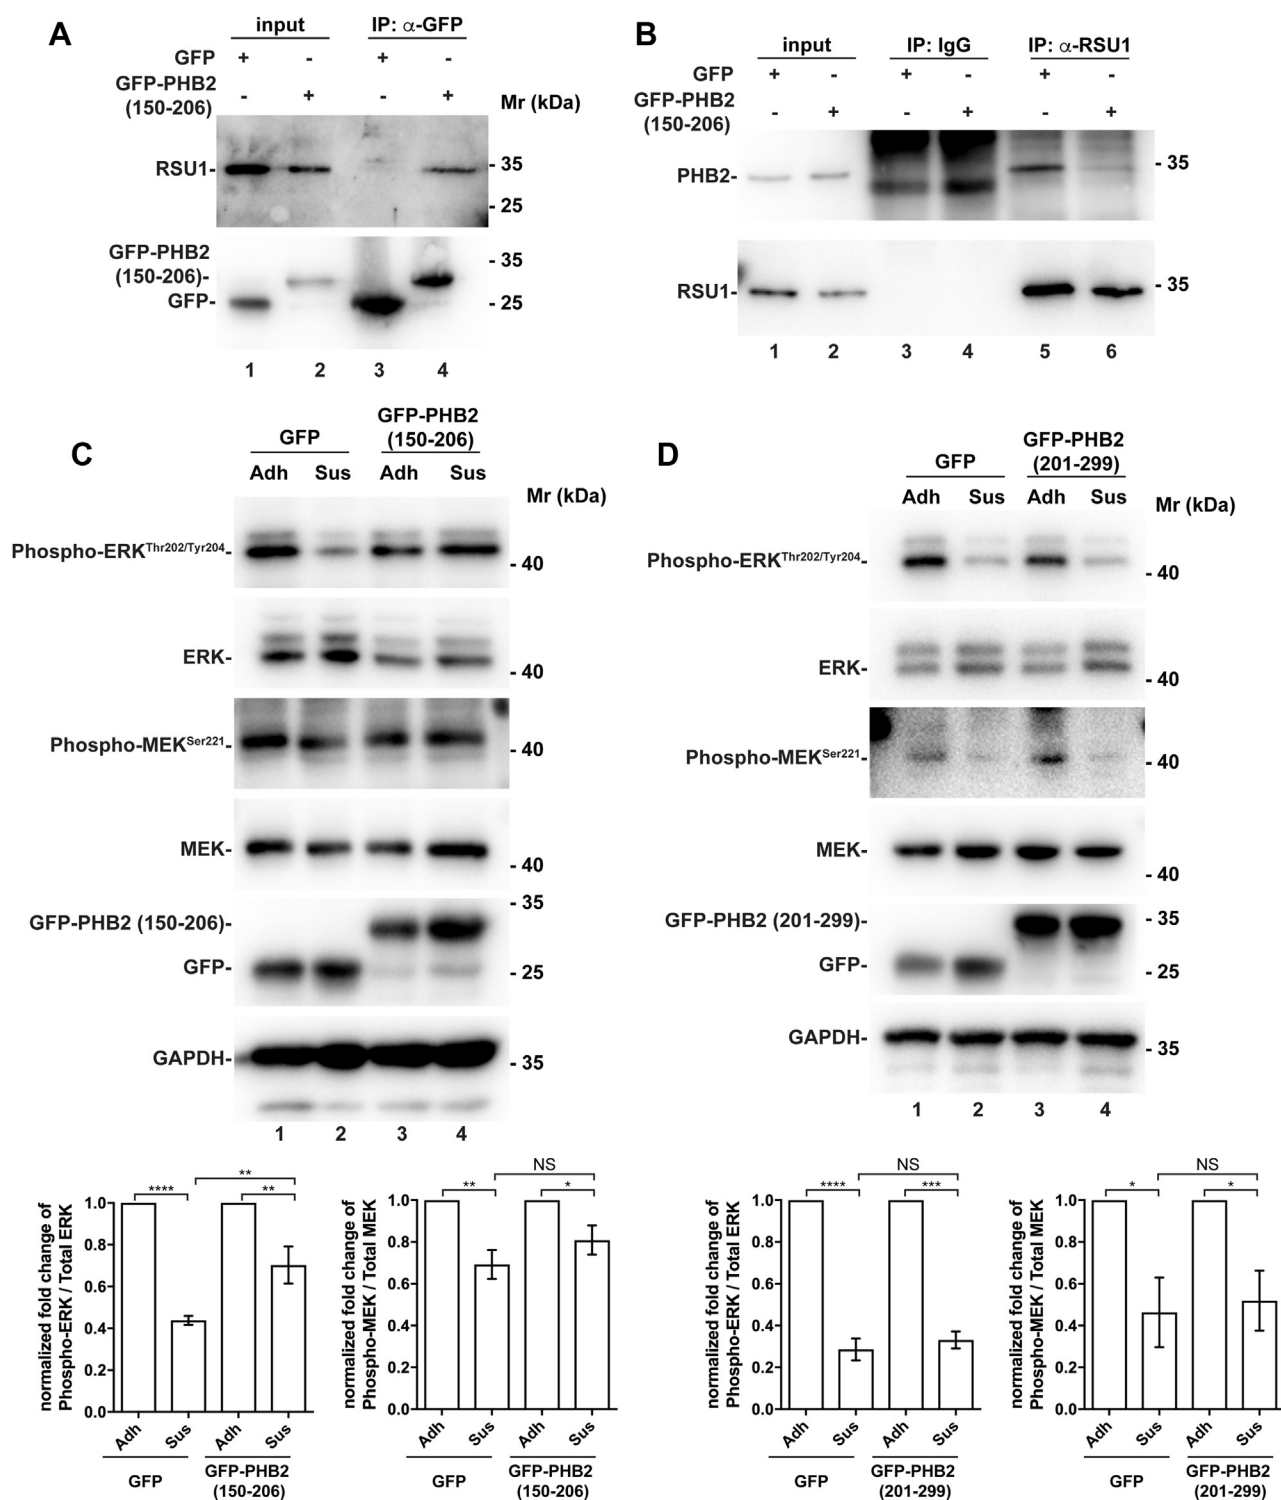 A
input
IP: α-GFP
GFP + - + -
GFP-PHB2
(150-206) - + - +
Mr (kDa)
RSU1-
- 35
- 25
GFP-PHB2
(150-206)-
GFP-
- 35
- 25
1 2 3 4
B
input
IP: IgG
IP: α-RSU1
GFP + - + - + -
GFP-PHB2
(150-206) - + - + - +
PHB2-
- 35
RSU1-
- 35
1 2 3 4 5 6
C
GFP
GFP-PHB2
(150-206)
Adh Sus Adh Sus
Mr (kDa)
Phospho-ERKThr202/Tyr204-
- 40
ERK-
- 40
Phospho-MEKSer221-
- 40
MEK-
- 40
GFP-PHB2 (150-206)-
- 35
GFP-
- 25
GAPDH-
- 35
1 2 3 4
normalized fold change of
Phospho-ERK / Total ERK
1.0
0.8
0.6
0.4
0.2
0.0
**
**** **
Adh Sus Adh Sus
GFP
GFP-PHB2
(150-206)
normalized fold change of
Phospho-MEK / Total MEK
1.0
0.8
0.6
0.4
0.2
0.0
NS
** *
Adh Sus Adh Sus
GFP
GFP-PHB2
(150-206)
D
GFP
GFP-PHB2
(201-299)
Adh Sus Adh Sus
Mr (kDa)
Phospho-ERKThr202/Tyr204-
- 40
ERK-
- 40
Phospho-MEKSer221-
- 40
MEK-
- 40
GFP-PHB2 (201-299)-
- 35
GFP-
- 25
GAPDH-
- 35
1 2 3 4
normalized fold change of
Phospho-ERK / Total ERK
1.0
0.8
0.6
0.4
0.2
0.0
NS
**** ***
Adh Sus Adh Sus
GFP
GFP-PHB2
(201-299)
normalized fold change of
Phospho-MEK / Total MEK
1.0
0.8
0.6
0.4
0.2
0.0
NS
* *
Adh Sus Adh Sus
GFP
GFP-PHB2
(201-299)